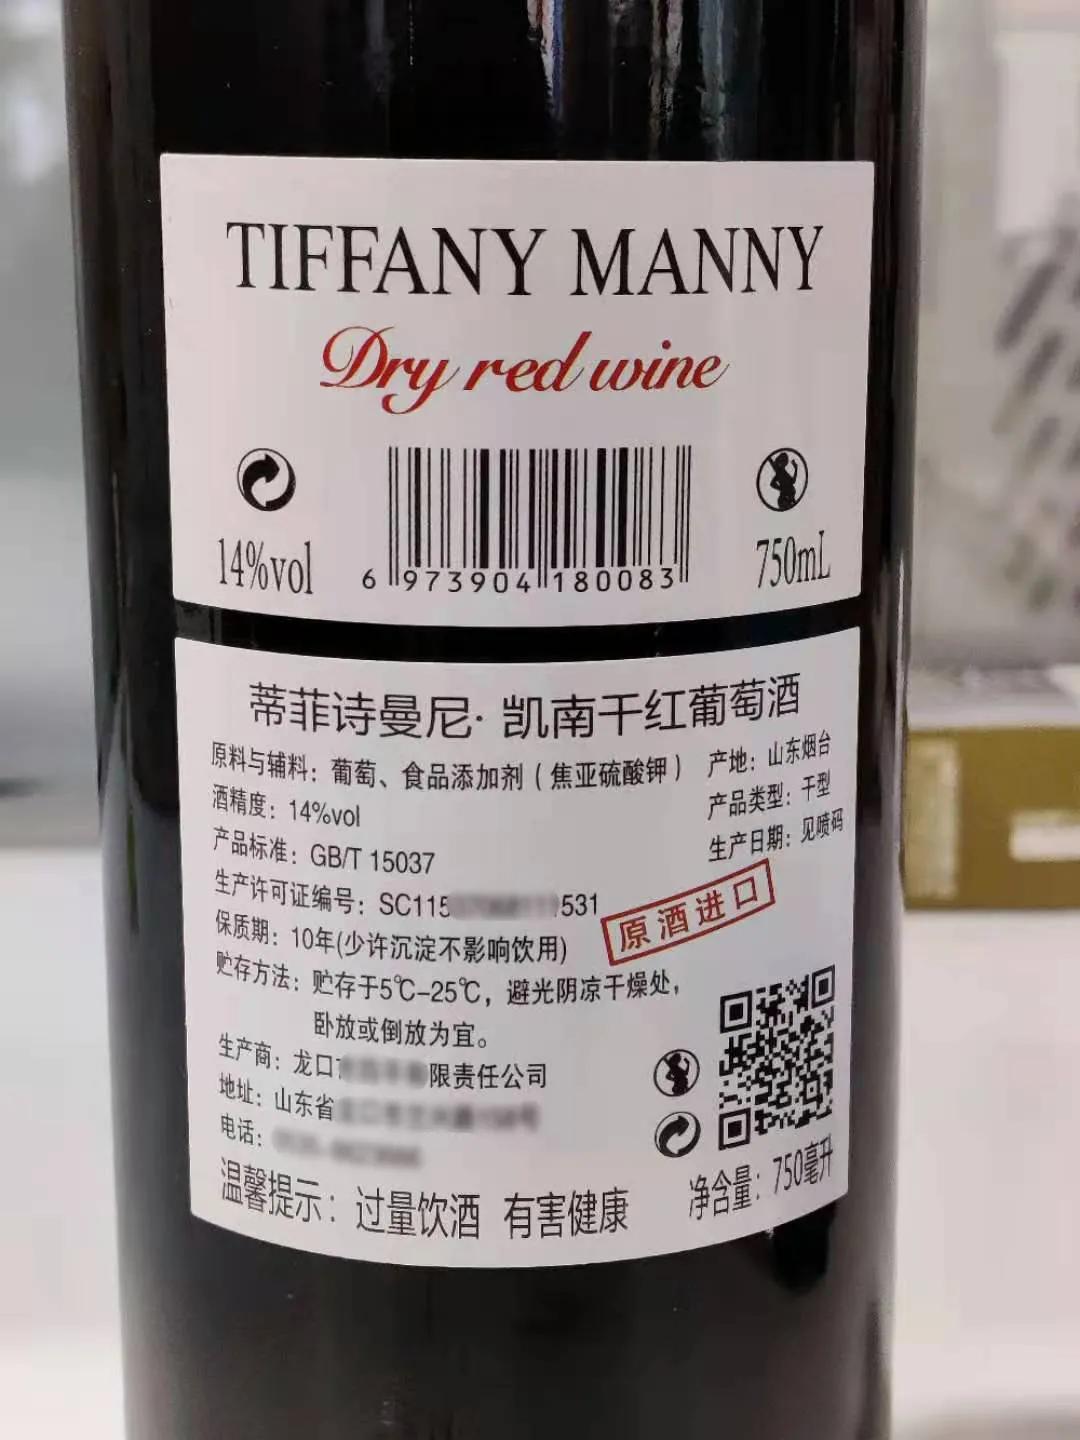 TIFFANY MANNY
Dry red wine
14%vol
6 973904 180083
750mL
蒂菲诗曼尼·凯南干红葡萄酒
原料与辅料：葡萄、食品添加剂（焦亚硫酸钾）
产地：山东烟台
酒精度：14%vol
产品类型：干型
产品标准：GB/T 15037
生产日期：见喷码
生产许可证编号：SC115 531
原酒进口
保质期：10年(少许沉淀不影响饮用)
贮存方法：贮存于5℃-25℃，避光阴凉干燥处，
卧放或倒放为宜。
生产商：龙口 限责任公司
地址：山东省
电话：
温馨提示：过量饮酒 有害健康
净含量：750毫升